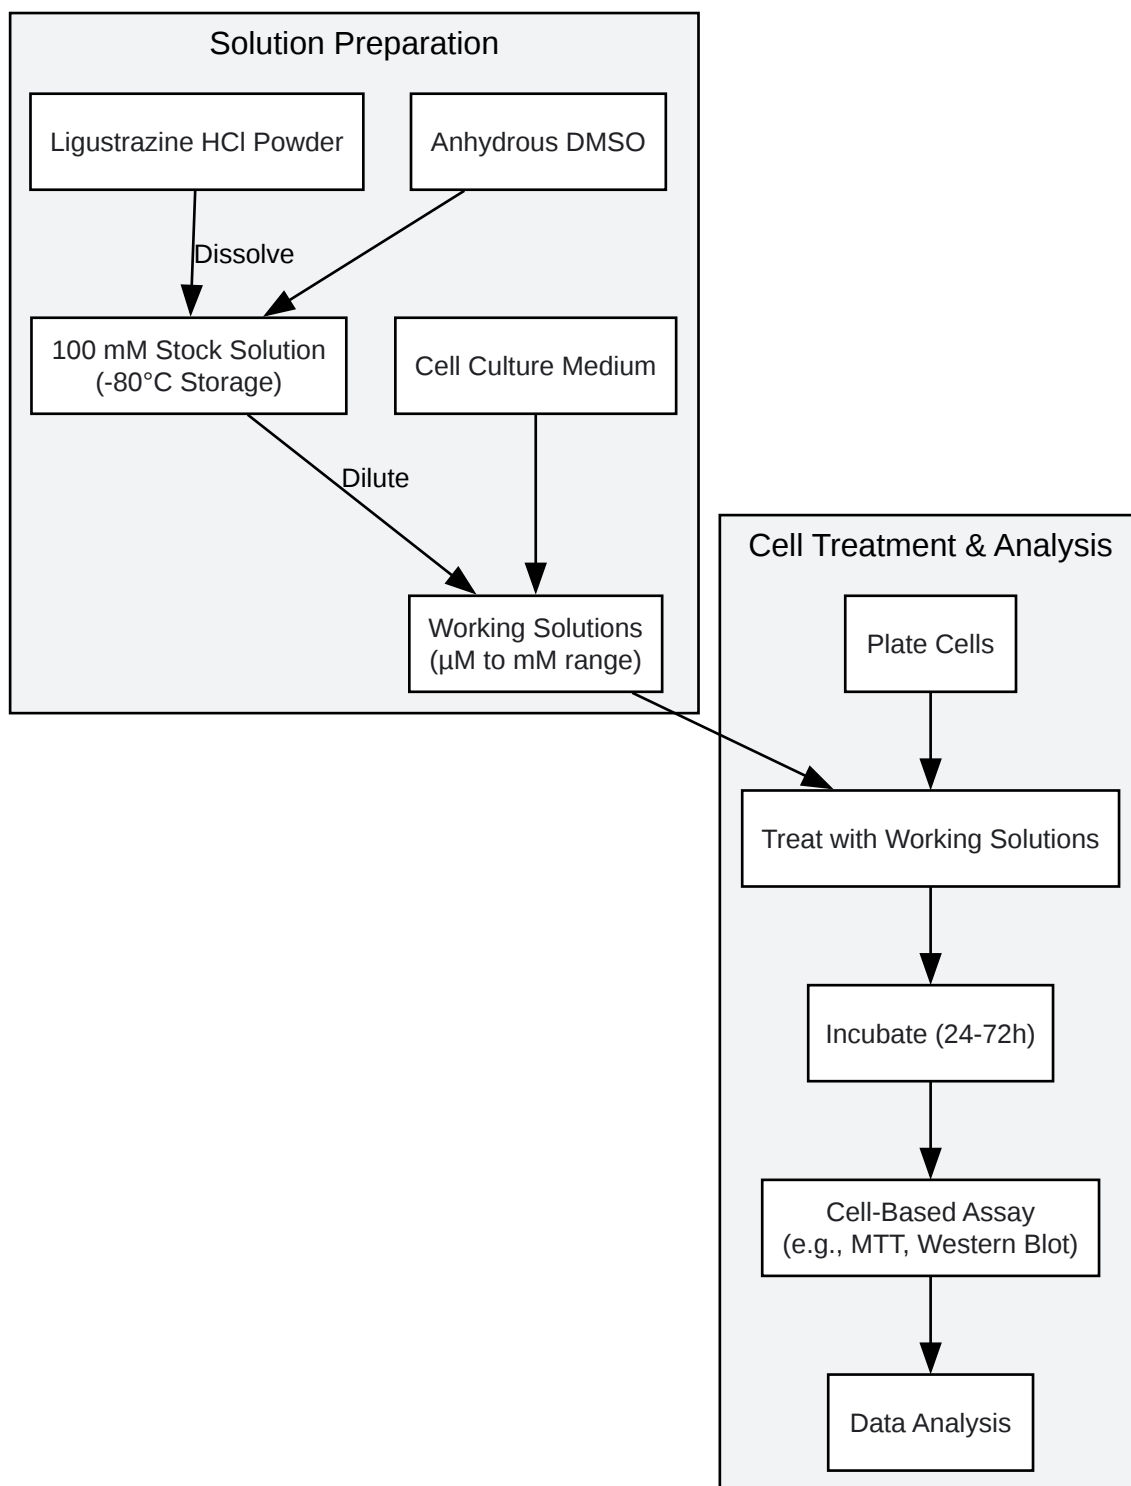 Solution Preparation
Ligustrazine HCl Powder
Anhydrous DMSO
Dissolve
100 mM Stock Solution
(-80°C Storage)
Cell Culture Medium
Dilute
Working Solutions
(µM to mM range)
Cell Treatment & Analysis
Plate Cells
Treat with Working Solutions
Incubate (24-72h)
Cell-Based Assay
(e.g., MTT, Western Blot)
Data Analysis